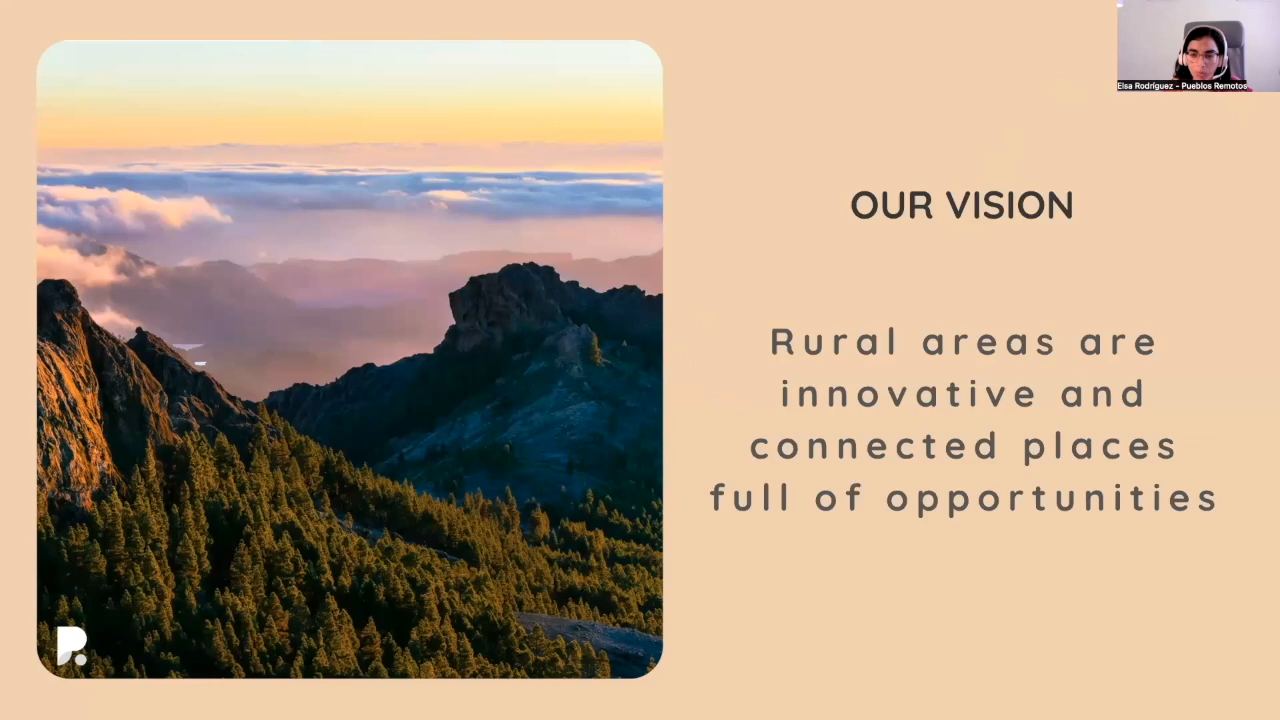 Elsa Rodríguez - Pueblos Remotos
OUR VISION
Rural areas are
innovative and
connected places
full of opportunities
P.